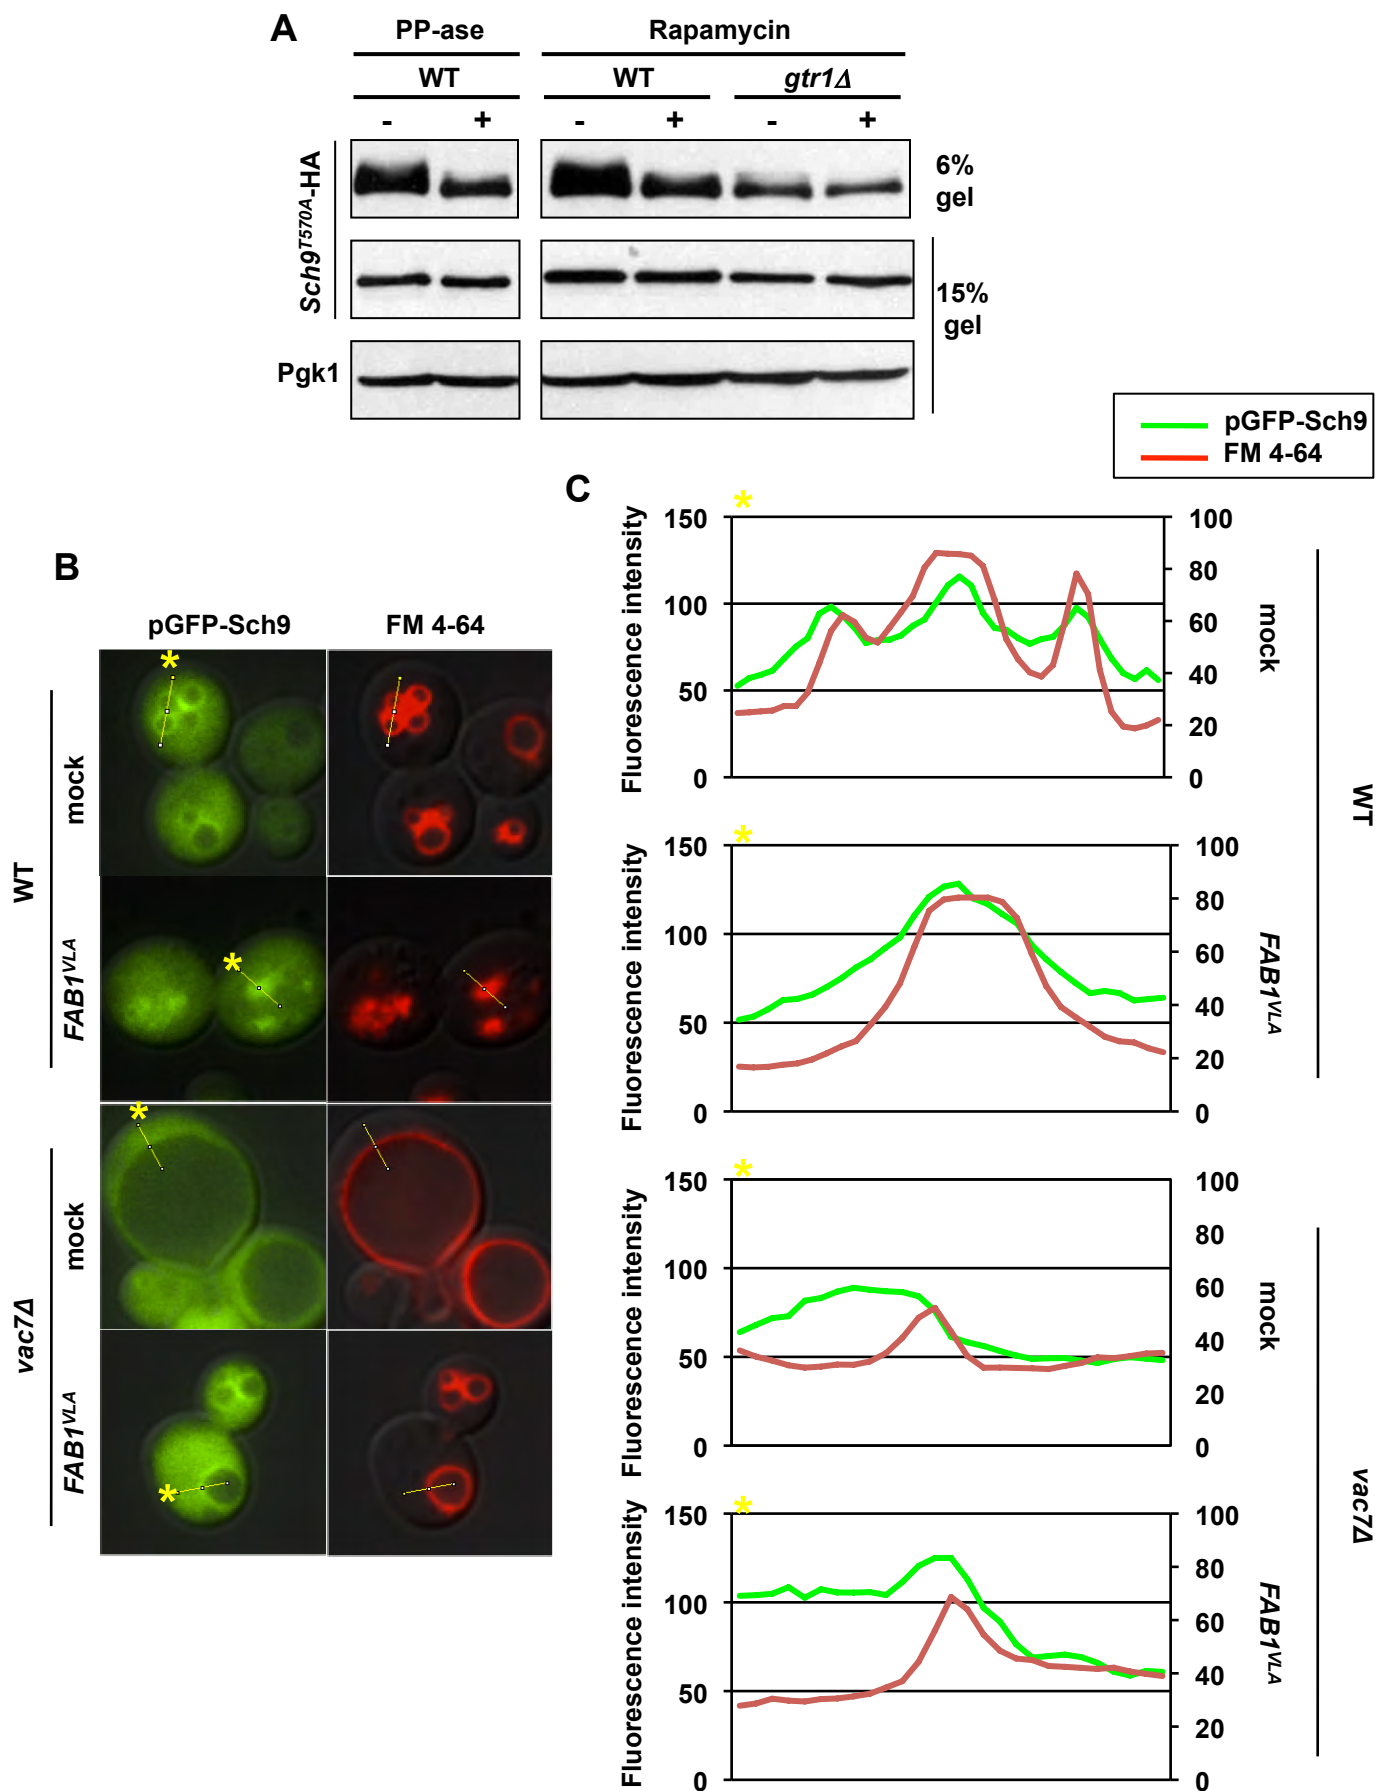 A
PP-ase
Rapamycin
WT
WT
gtr1Δ
- + - + - +
Sch9T570A-HA
6%
gel
15%
gel
Pgk1
pGFP-Sch9
FM 4-64
B
pGFP-Sch9
FM 4-64
*
*
*
*
WT
mock
FAB1VLA
vac7Δ
mock
FAB1VLA
C
*
Fluorescence intensity
150
100
50
0
100
80
60
40
20
0
mock
*
Fluorescence intensity
150
100
50
0
100
80
60
40
20
0
FAB1VLA
WT
*
Fluorescence intensity
150
100
50
0
100
80
60
40
20
0
mock
*
Fluorescence intensity
150
100
50
0
100
80
60
40
20
0
FAB1VLA
vac7Δ